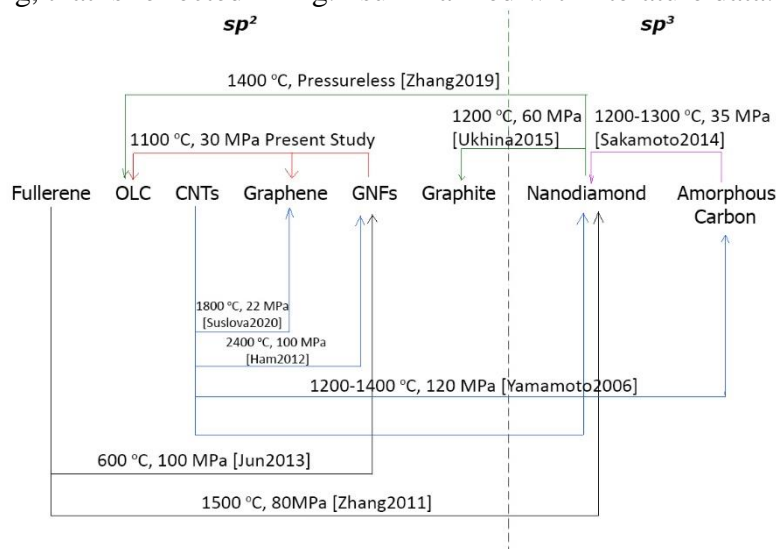 sp²
sp³
1400 °C, Pressureless [Zhang2019]
1200 °C, 60 MPa
[Ukhina2015]
1200-1300 °C, 35 MPa
[Sakamoto2014]
1100 °C, 30 MPa Present Study
Fullerene OLC CNTs Graphene GNFs Graphite Nanodiamond Amorphous
Carbon
1800 °C, 22 MPa
[Suslova2020]
2400 °C, 100 MPa
[Ham2012]
1200-1400 °C, 120 MPa [Yamamoto2006]
600 °C, 100 MPa [Jun2013]
1500 °C, 80MPa [Zhang2011]